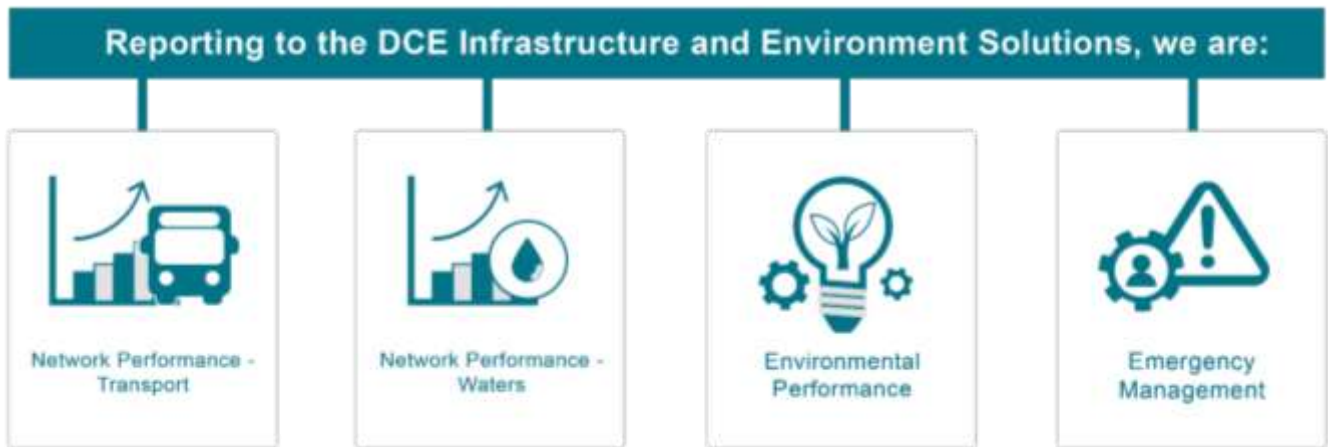 Reporting to the DCE Infrastructure and Environment Solutions, we are:
Network Performance -
Transport
Network Performance -
Waters
Environmental
Performance
Emergency
Management